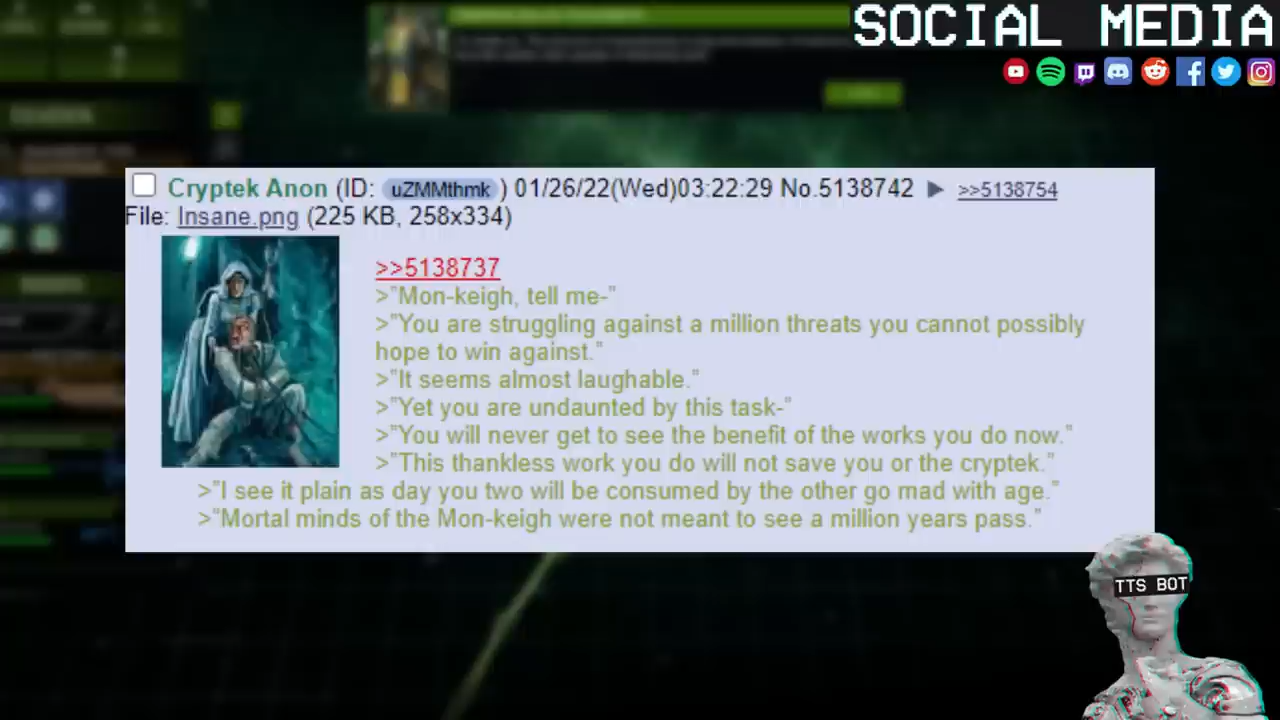 SOCIAL MEDIA
Cryptek Anon (ID: uZMMthmk ) 01/26/22(Wed)03:22:29 No.5138742 ▶ >>5138754
File: Insane.png (225 KB, 258x334)
>>5138737
>"Mon-keigh, tell me-"
>"You are struggling against a million threats you cannot possibly
hope to win against."
>"It seems almost laughable."
>"Yet you are undaunted by this task-"
>"You will never get to see the benefit of the works you do now."
>"This thankless work you do will not save you or the cryptek."
>"I see it plain as day you two will be consumed by the other go mad with age."
>"Mortal minds of the Mon-keigh were not meant to see a million years pass."
TTS BOT